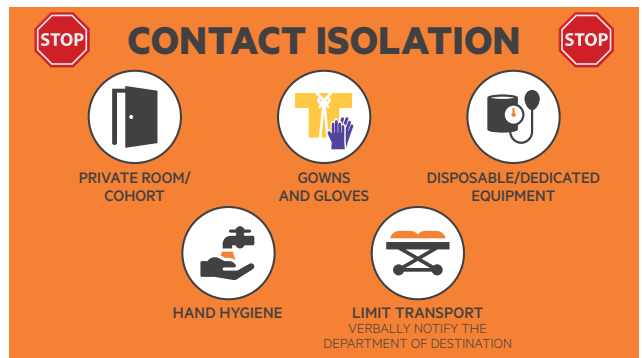 STOP
CONTACT ISOLATION
STOP
PRIVATE ROOM/
COHORT
GOWNS
AND GLOVES
DISPOSABLE/DEDICATED
EQUIPMENT
HAND HYGIENE
LIMIT TRANSPORT
VERBALLY NOTIFY THE
DEPARTMENT OF DESTINATION